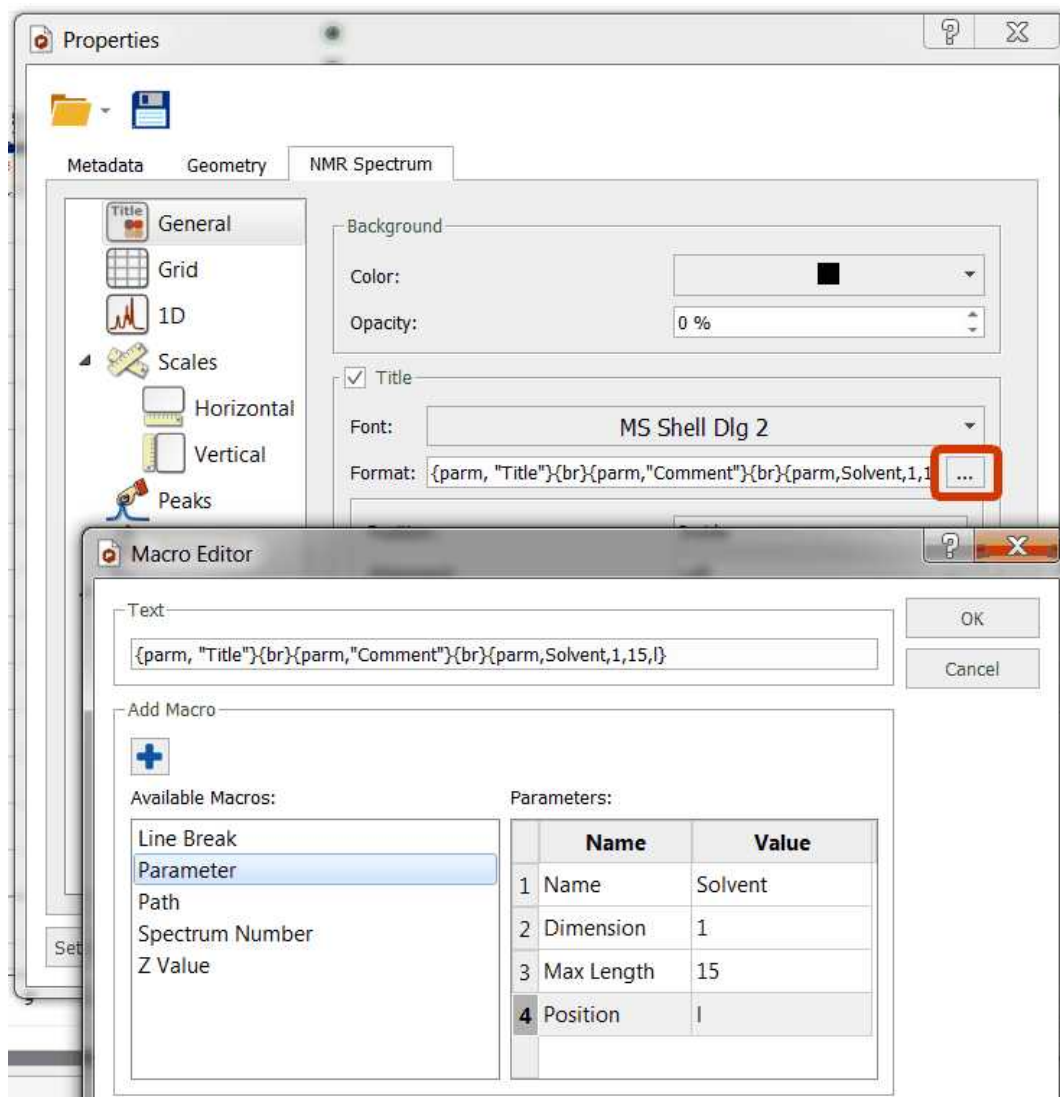 Properties
Metadata Geometry NMR Spectrum
Title
General
Grid
1D
Scales
Horizontal
Vertical
Peaks
Background
Color:
Opacity: 0 %
Title
Font: MS Shell Dlg 2
Format: {parm, "Title"}{br}{parm,"Comment"}{br}{parm,Solvent,1,1 ...
Set
Macro Editor
Text
{parm, "Title"}{br}{parm,"Comment"}{br}{parm,Solvent,1,15,l}
OK
Cancel
Add Macro
Available Macros:
Line Break
Parameter
Path
Spectrum Number
Z Value
Parameters:
Name Value
1 Name Solvent
2 Dimension 1
3 Max Length 15
4 Position l